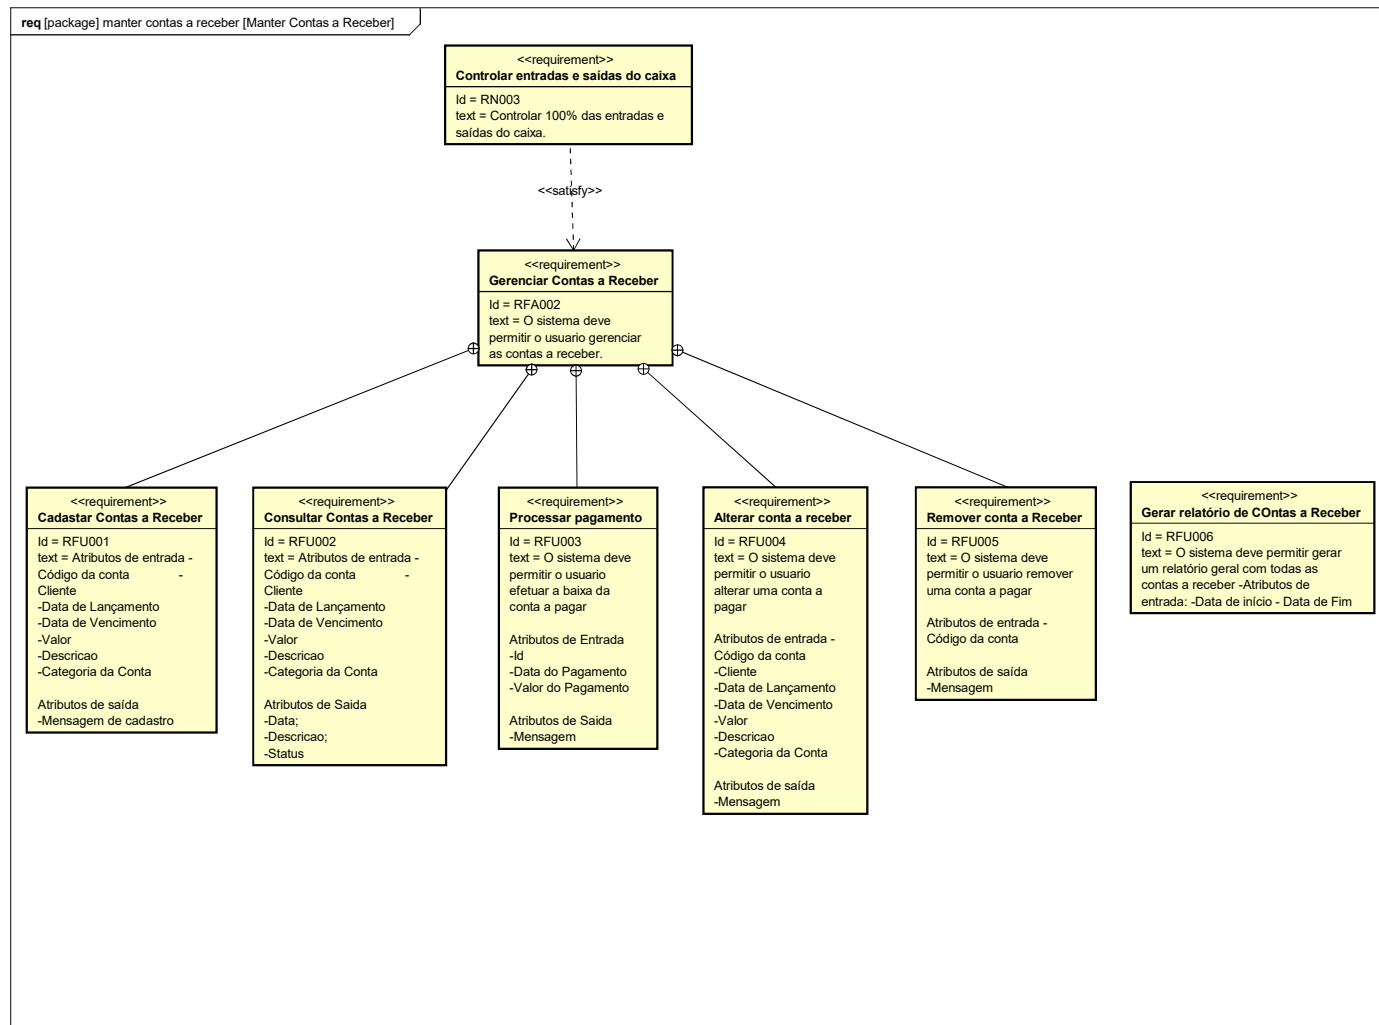 req [package] manter contas a receber [Manter Contas a Receber]
<<requirement>>
Controlar entradas e saídas do caixa
Id = RN003
text = Controlar 100% das entradas e
saídas do caixa.
<<satisfy>>
<<requirement>>
Gerenciar Contas a Receber
Id = RFA002
text = O sistema deve
permitir o usuario gerenciar
as contas a receber.
<<requirement>>
Cadastar Contas a Receber
Id = RFU001
text = Atributos de entrada -
Código da conta -
Cliente
-Data de Lançamento
-Data de Vencimento
-Valor
-Descricao
-Categoria da Conta
Atributos de saída
-Mensagem de cadastro
<<requirement>>
Consultar Contas a Receber
Id = RFU002
text = Atributos de entrada -
Código da conta -
Cliente
-Data de Lançamento
-Data de Vencimento
-Valor
-Descricao
-Categoria da Conta
Atributos de Saida
-Data;
-Descricao;
-Status
<<requirement>>
Processar pagamento
Id = RFU003
text = O sistema deve
permitir o usuario
efetuar a baixa da
conta a pagar
Atributos de Entrada
-Id
-Data do Pagamento
-Valor do Pagamento
Atributos de Saida
-Mensagem
<<requirement>>
Alterar conta a receber
Id = RFU004
text = O sistema deve
permitir o usuario
alterar uma conta a
pagar
Atributos de entrada -
Código da conta
-Cliente
-Data de Lançamento
-Data de Vencimento
-Valor
-Descricao
-Categoria da Conta
Atributos de saída
-Mensagem
<<requirement>>
Remover conta a Receber
Id = RFU005
text = O sistema deve
permitir o usuario remover
uma conta a pagar
Atributos de entrada -
Código da conta
Atributos de saída
-Mensagem
<<requirement>>
Gerar relatório de COntas a Receber
Id = RFU006
text = O sistema deve permitir gerar
um relatório geral com todas as
contas a receber -Atributos de
entrada: -Data de início - Data de Fim